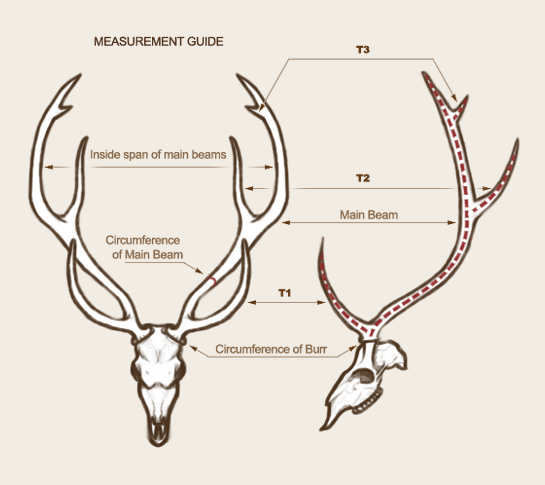 MEASUREMENT GUIDE
T3
Inside span of main beams
T2
Main Beam
Circumference
of Main Beam
T1
Circumference of Burr